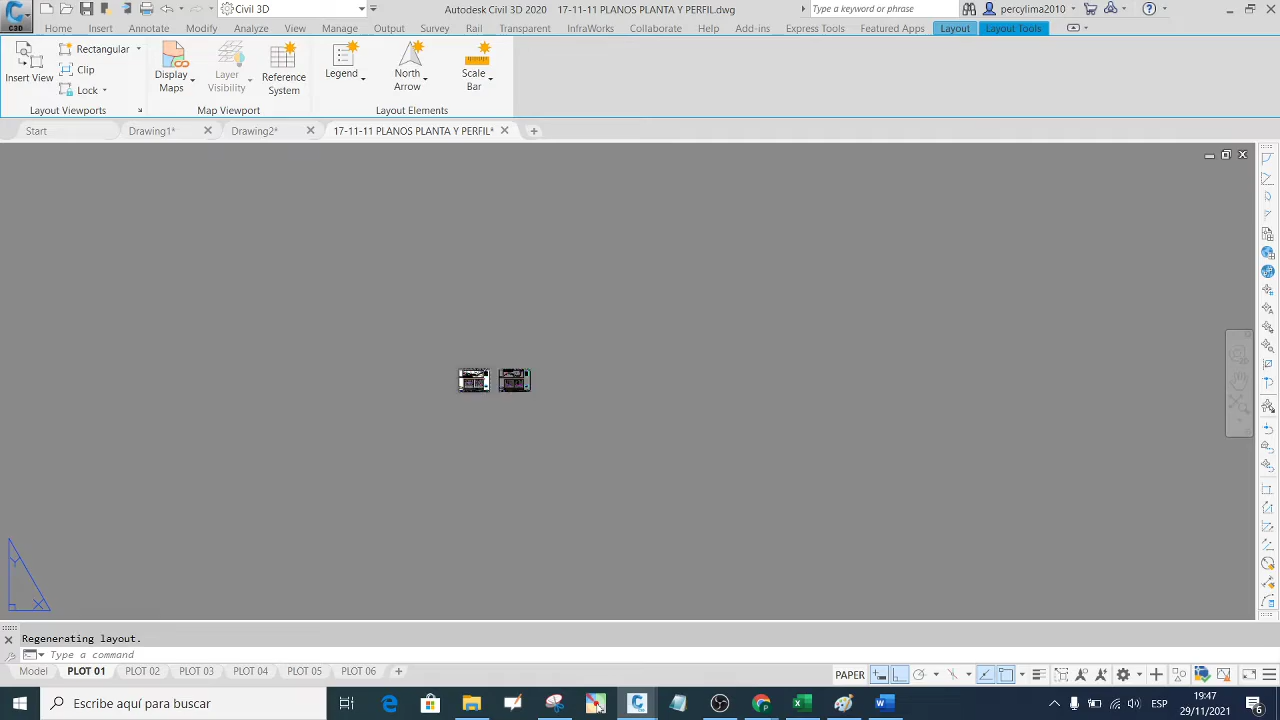 C3D
Civil 3D
Autodesk Civil 3D 2020
17-11-11 PLANOS PLANTA Y PERFIL.dwg
Type a keyword or phrase
percylima2010
Home
Insert
Annotate
Modify
Analyze
View
Manage
Output
Survey
Rail
Transparent
InfraWorks
Collaborate
Help
Add-ins
Express Tools
Featured Apps
Layout
Layout Tools
Insert View
Rectangular
Clip
Lock
Display Maps
Layer Visibility
Reference System
Legend
North Arrow
Scale Bar
Layout Viewports
Map Viewport
Layout Elements
Start
Drawing1*
Drawing2*
17-11-11 PLANOS PLANTA Y PERFIL*
Y
X
Regenerating layout.
Type a command
Model
PLOT 01
PLOT 02
PLOT 03
PLOT 04
PLOT 05
PLOT 06
PAPER
Escribe aquí para buscar
ESP
19:47
29/11/2021
6